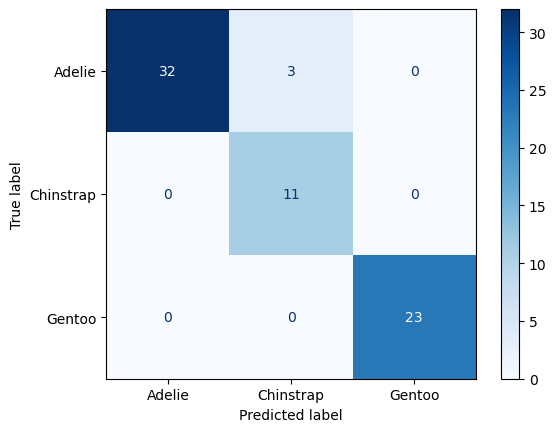 Adelie 32 3 0
Chinstrap 0 11 0
Gentoo 0 0 23
Adelie Chinstrap Gentoo
Predicted label
True label
30
25
20
15
10
5
0